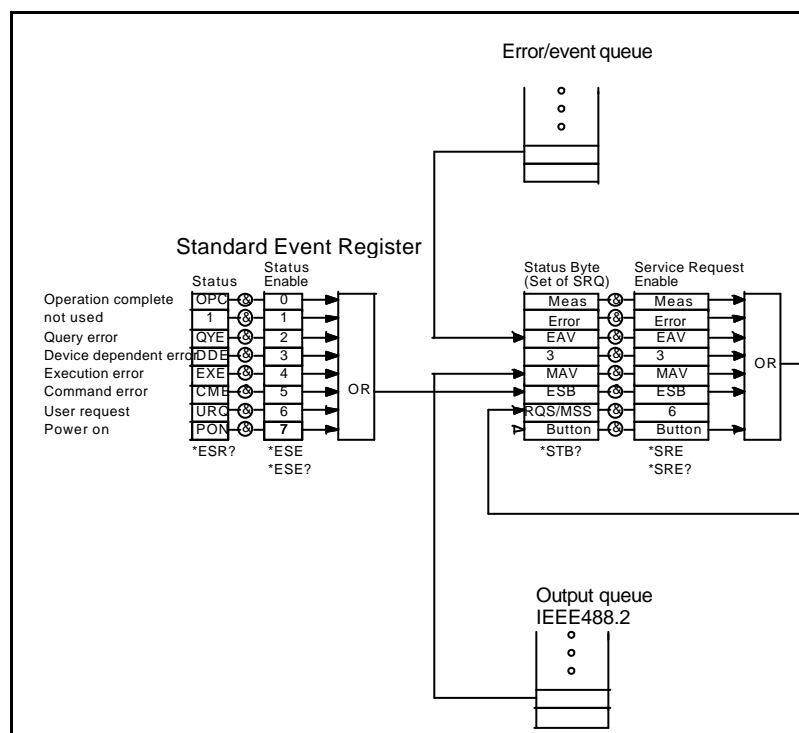 Error/event queue
Standard Event Register
Status
Status Enable
Operation complete OPC & 0
not used 1 & 1
Query error QYE & 2
Device dependent error DDE & 3
Execution error EXE & 4
Command error CME & 5
User request URQ & 6
Power on PON & 7
*ESR?
*ESE
*ESE?
OR
Status Byte
(Set of SRQ)
Service Request
Enable
Meas & Meas
Error & Error
EAV & EAV
3 & 3
MAV & MAV
ESB & ESB
RQS/MSS & 6
Button & Button
*STB?
*SRE
*SRE?
OR
Output queue
IEEE488.2